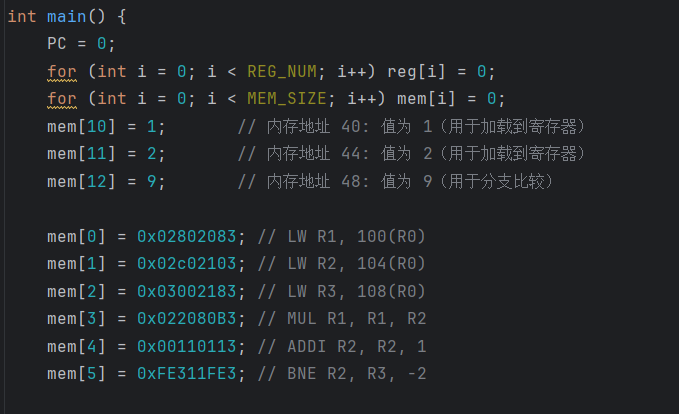 int main() {
PC = 0;
for (int i = 0; i < REG_NUM; i++) reg[i] = 0;
for (int i = 0; i < MEM_SIZE; i++) mem[i] = 0;
mem[10] = 1; // 内存地址 40: 值为 1（用于加载到寄存器）
mem[11] = 2; // 内存地址 44: 值为 2（用于加载到寄存器）
mem[12] = 9; // 内存地址 48: 值为 9（用于分支比较）
mem[0] = 0x02802083; // LW R1, 100(R0)
mem[1] = 0x02c02103; // LW R2, 104(R0)
mem[2] = 0x03002183; // LW R3, 108(R0)
mem[3] = 0x022080B3; // MUL R1, R1, R2
mem[4] = 0x00110113; // ADDI R2, R2, 1
mem[5] = 0xFE311FE3; // BNE R2, R3, -2